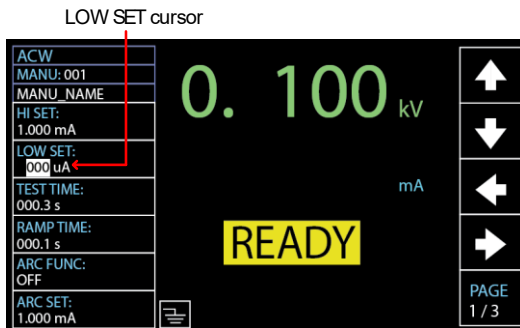 LOW SET cursor
ACW
MANU: 001
MANU_NAME
HI SET:
1.000 mA
LOW SET:
000 uA
TEST TIME:
000.3 s
RAMP TIME:
000.1 s
ARC FUNC:
OFF
ARC SET:
1.000 mA
0. 100 kV
mA
READY
PAGE
1 / 3